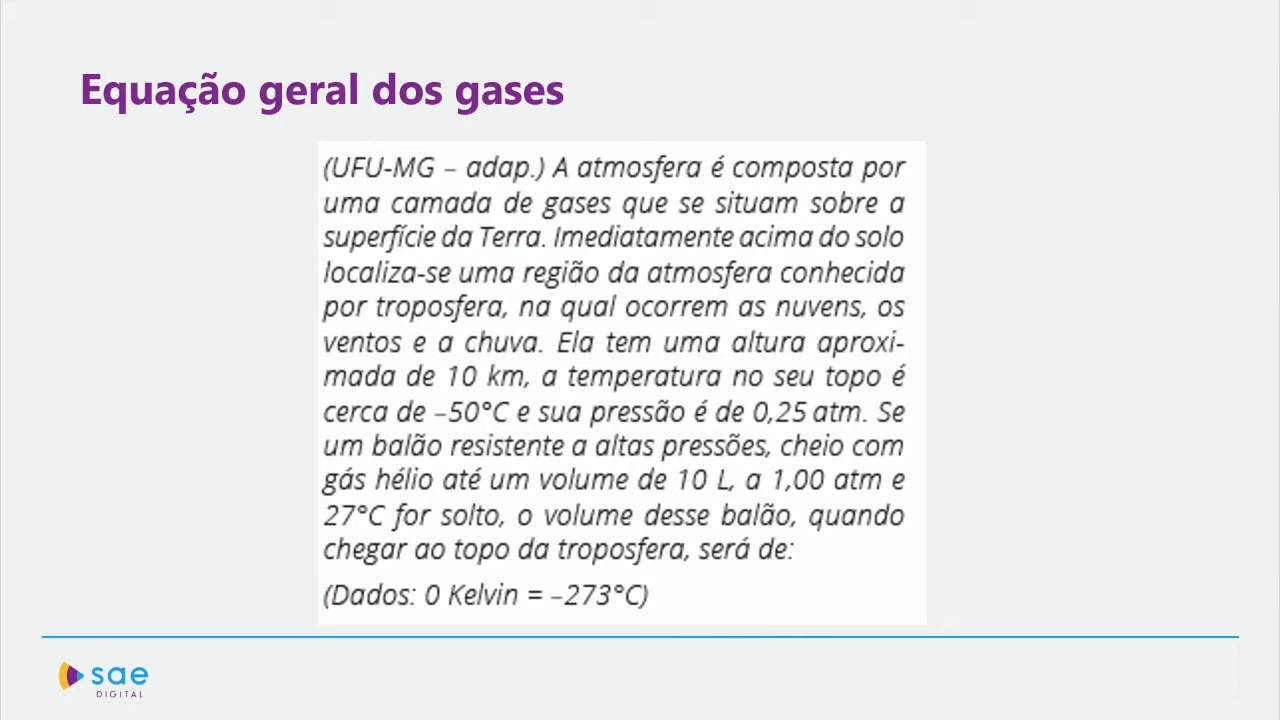 Equação geral dos gases
(UFU-MG – adap.) A atmosfera é composta por
uma camada de gases que se situam sobre a
superfície da Terra. Imediatamente acima do solo
localiza-se uma região da atmosfera conhecida
por troposfera, na qual ocorrem as nuvens, os
ventos e a chuva. Ela tem uma altura aproxi-
mada de 10 km, a temperatura no seu topo é
cerca de –50°C e sua pressão é de 0,25 atm. Se
um balão resistente a altas pressões, cheio com
gás hélio até um volume de 10 L, a 1,00 atm e
27°C for solto, o volume desse balão, quando
chegar ao topo da troposfera, será de:
(Dados: 0 Kelvin = –273°C)
sae
DIGITAL